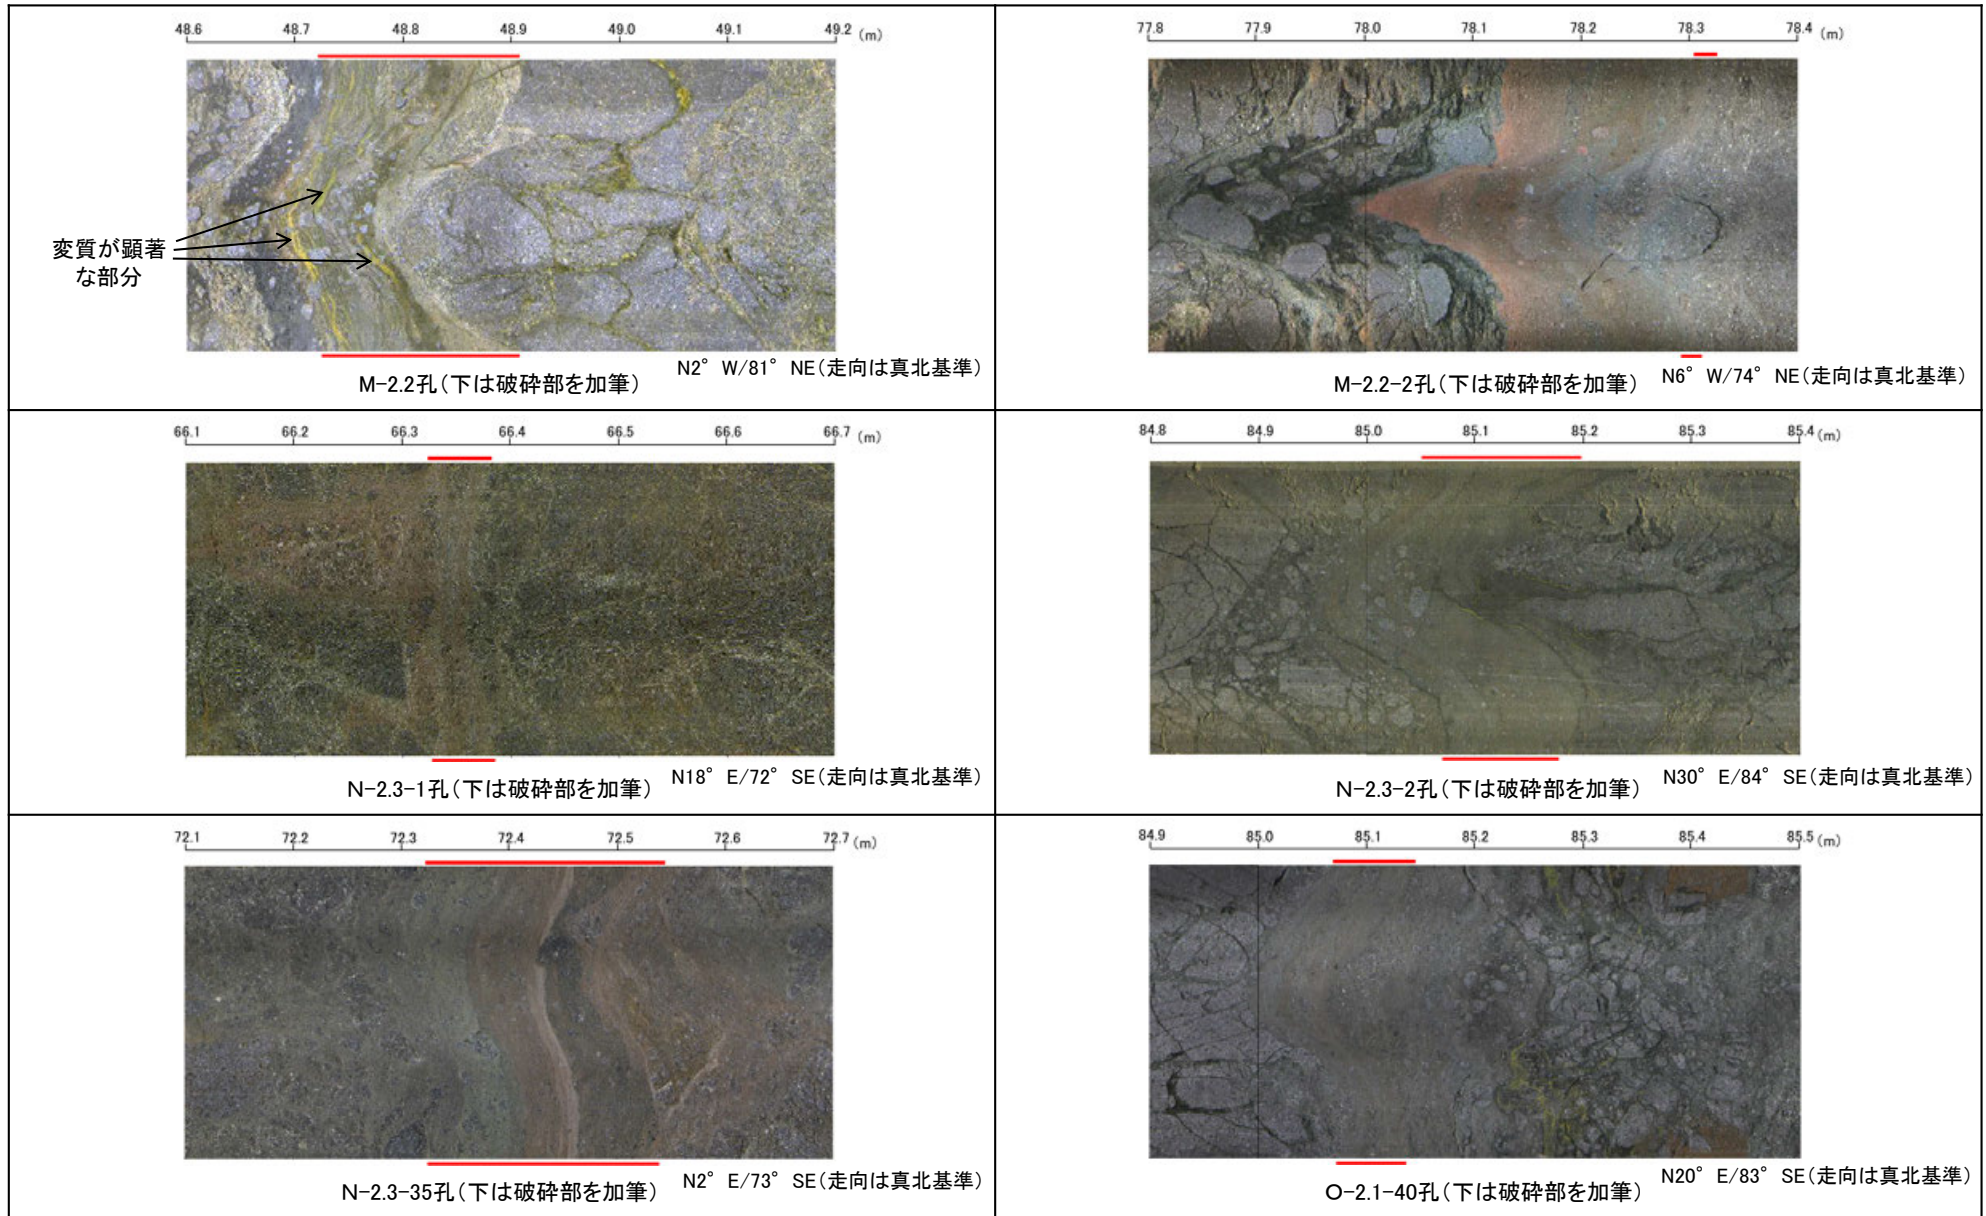 48.6 48.7 48.8 48.9 49.0 49.1 49.2 (m)
変質が顕著
な部分
N2° W/81° NE(走向は真北基準)
M-2.2孔(下は破砕部を加筆)
77.8 77.9 78.0 78.1 78.2 78.3 78.4 (m)
N6° W/74° NE(走向は真北基準)
M-2.2-2孔(下は破砕部を加筆)
66.1 66.2 66.3 66.4 66.5 66.6 66.7 (m)
N18° E/72° SE(走向は真北基準)
N-2.3-1孔(下は破砕部を加筆)
84.8 84.9 85.0 85.1 85.2 85.3 85.4 (m)
N30° E/84° SE(走向は真北基準)
N-2.3-2孔(下は破砕部を加筆)
72.1 72.2 72.3 72.4 72.5 72.6 72.7 (m)
N2° E/73° SE(走向は真北基準)
N-2.3-35孔(下は破砕部を加筆)
84.9 85.0 85.1 85.2 85.3 85.4 85.5 (m)
N20° E/83° SE(走向は真北基準)
O-2.1-40孔(下は破砕部を加筆)